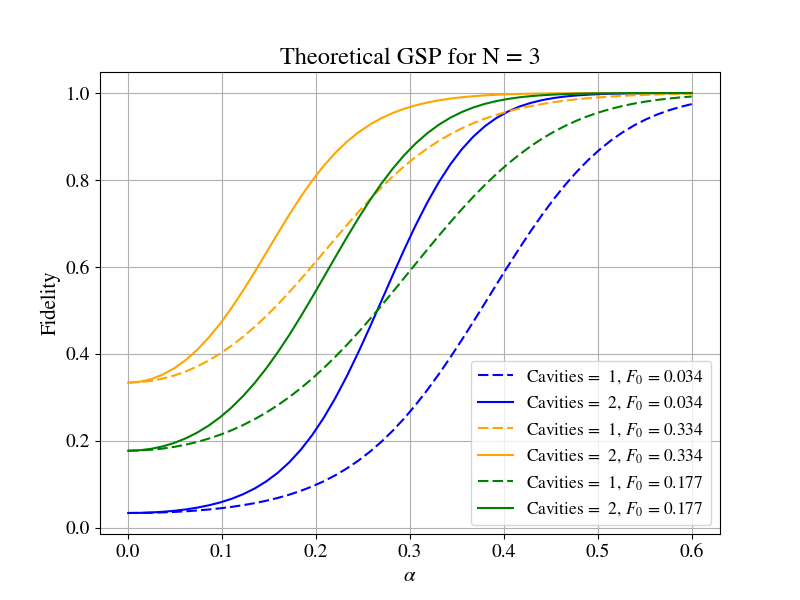 Theoretical GSP for N = 3
Fidelity
1.0
0.8
0.6
0.4
0.2
0.0
0.0 0.1 0.2 0.3 0.4 0.5 0.6
α
Cavities = 1, F₀ = 0.034
Cavities = 2, F₀ = 0.034
Cavities = 1, F₀ = 0.334
Cavities = 2, F₀ = 0.334
Cavities = 1, F₀ = 0.177
Cavities = 2, F₀ = 0.177